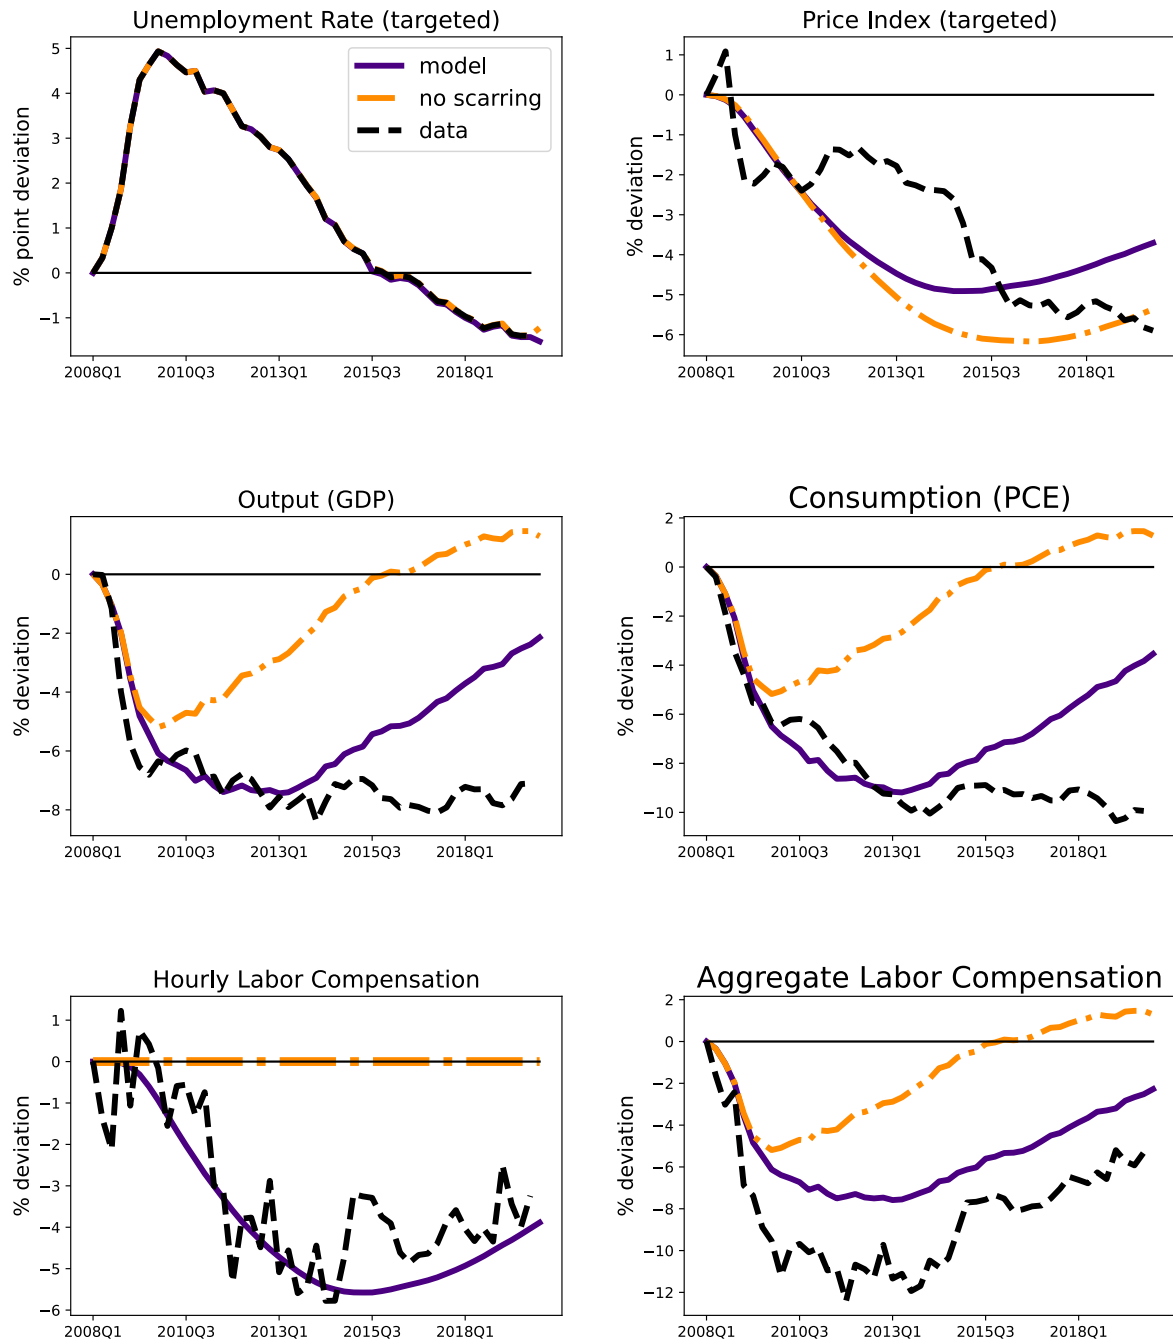 Unemployment Rate (targeted)
% point deviation
5
4
3
2
1
0
−1
model
no scarring
data
2008Q1 2010Q3 2013Q1 2015Q3 2018Q1
Price Index (targeted)
% deviation
1
0
−1
−2
−3
−4
−5
−6
2008Q1 2010Q3 2013Q1 2015Q3 2018Q1
Output (GDP)
% deviation
0
−2
−4
−6
−8
2008Q1 2010Q3 2013Q1 2015Q3 2018Q1
Consumption (PCE)
% deviation
2
0
−2
−4
−6
−8
−10
2008Q1 2010Q3 2013Q1 2015Q3 2018Q1
Hourly Labor Compensation
% deviation
1
0
−1
−2
−3
−4
−5
−6
2008Q1 2010Q3 2013Q1 2015Q3 2018Q1
Aggregate Labor Compensation
% deviation
2
0
−2
−4
−6
−8
−10
−12
2008Q1 2010Q3 2013Q1 2015Q3 2018Q1